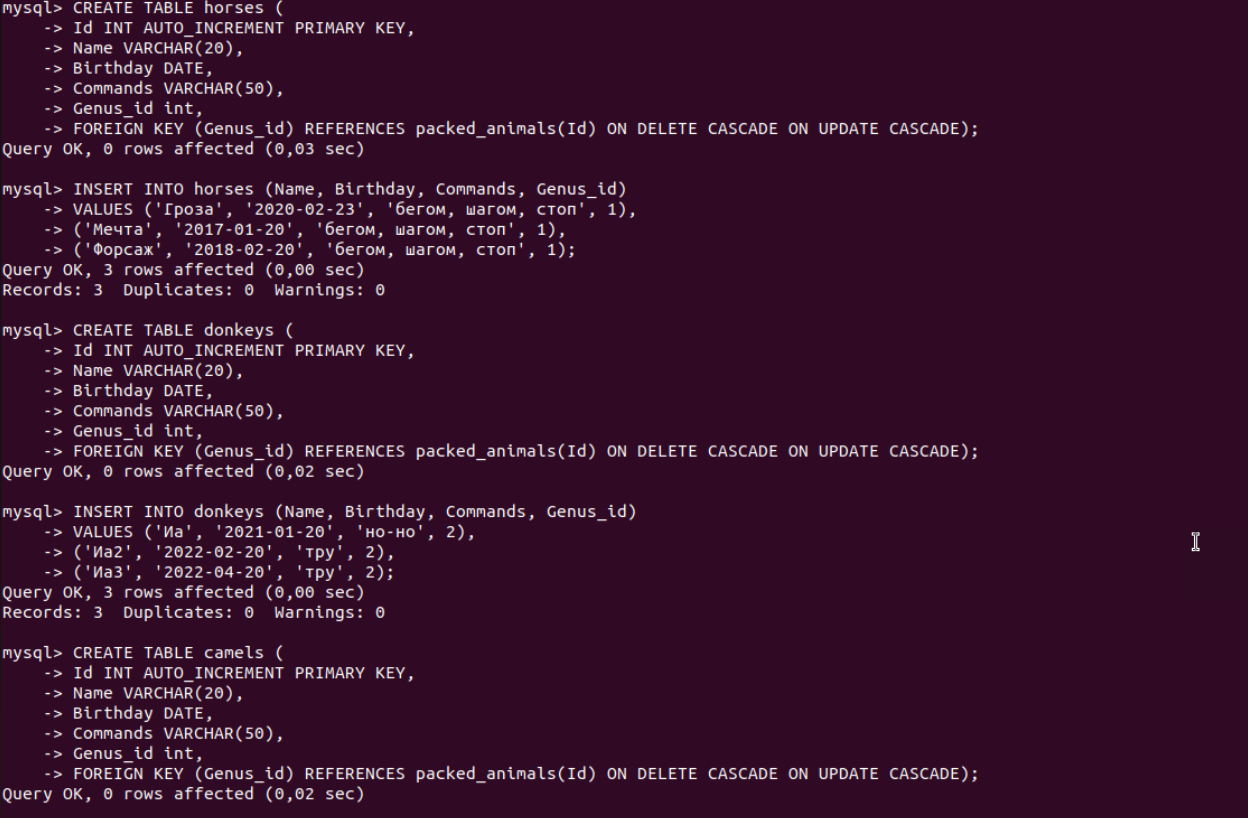 mysql> CREATE TABLE horses (
    -> Id INT AUTO_INCREMENT PRIMARY KEY,
    -> Name VARCHAR(20),
    -> Birthday DATE,
    -> Commands VARCHAR(50),
    -> Genus_id int,
    -> FOREIGN KEY (Genus_id) REFERENCES packed_animals(Id) ON DELETE CASCADE ON UPDATE CASCADE);
Query OK, 0 rows affected (0,03 sec)

mysql> INSERT INTO horses (Name, Birthday, Commands, Genus_id)
    -> VALUES ('Гроза', '2020-02-23', 'бегом, шагом, стоп', 1),
    -> ('Мечта', '2017-01-20', 'бегом, шагом, стоп', 1),
    -> ('Форсаж', '2018-02-20', 'бегом, шагом, стоп', 1);
Query OK, 3 rows affected (0,00 sec)
Records: 3  Duplicates: 0  Warnings: 0

mysql> CREATE TABLE donkeys (
    -> Id INT AUTO_INCREMENT PRIMARY KEY,
    -> Name VARCHAR(20),
    -> Birthday DATE,
    -> Commands VARCHAR(50),
    -> Genus_id int,
    -> FOREIGN KEY (Genus_id) REFERENCES packed_animals(Id) ON DELETE CASCADE ON UPDATE CASCADE);
Query OK, 0 rows affected (0,02 sec)

mysql> INSERT INTO donkeys (Name, Birthday, Commands, Genus_id)
    -> VALUES ('Иа', '2021-01-20', 'но-но', 2),
    -> ('Иа2', '2022-02-20', 'тру', 2),
    -> ('Иа3', '2022-04-20', 'тру', 2);
Query OK, 3 rows affected (0,00 sec)
Records: 3  Duplicates: 0  Warnings: 0

mysql> CREATE TABLE camels (
    -> Id INT AUTO_INCREMENT PRIMARY KEY,
    -> Name VARCHAR(20),
    -> Birthday DATE,
    -> Commands VARCHAR(50),
    -> Genus_id int,
    -> FOREIGN KEY (Genus_id) REFERENCES packed_animals(Id) ON DELETE CASCADE ON UPDATE CASCADE);
Query OK, 0 rows affected (0,02 sec)